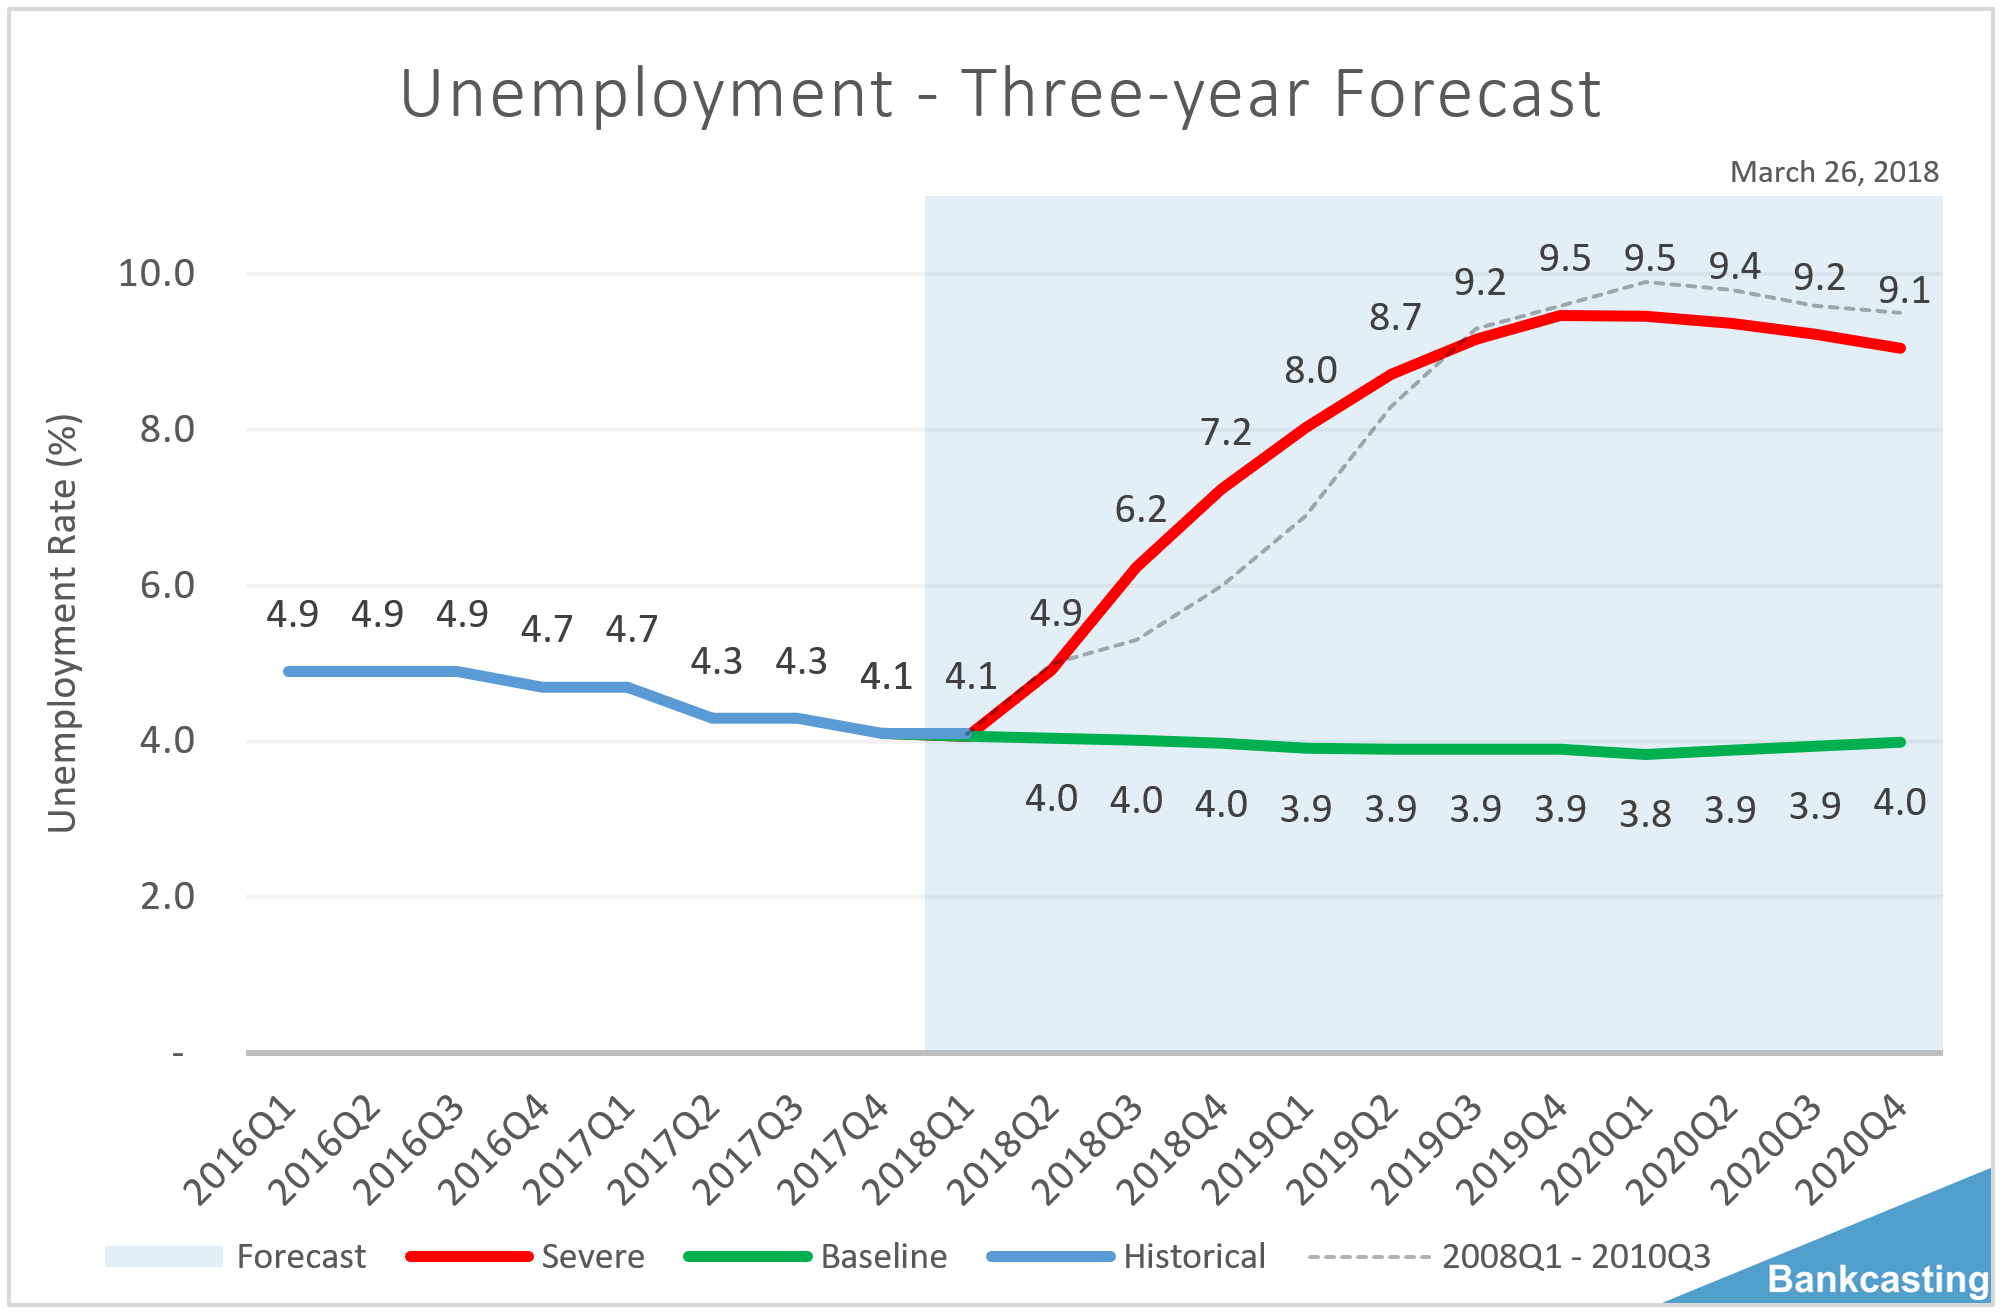 Unemployment - Three-year Forecast
March 26, 2018
Unemployment Rate (%)
10.0
8.0
6.0
4.0
2.0
-
4.9 4.9 4.9 4.7 4.7 4.3 4.3 4.1 4.1
4.9 6.2 7.2 8.0 8.7 9.2 9.5 9.5 9.4 9.2 9.1
4.0 4.0 4.0 3.9 3.9 3.9 3.9 3.8 3.9 3.9 4.0
2016Q1 2016Q2 2016Q3 2016Q4 2017Q1 2017Q2 2017Q3 2017Q4 2018Q1 2018Q2 2018Q3 2018Q4 2019Q1 2019Q2 2019Q3 2019Q4 2020Q1 2020Q2 2020Q3 2020Q4
Forecast Severe Baseline Historical 2008Q1 - 2010Q3
Bankcasting